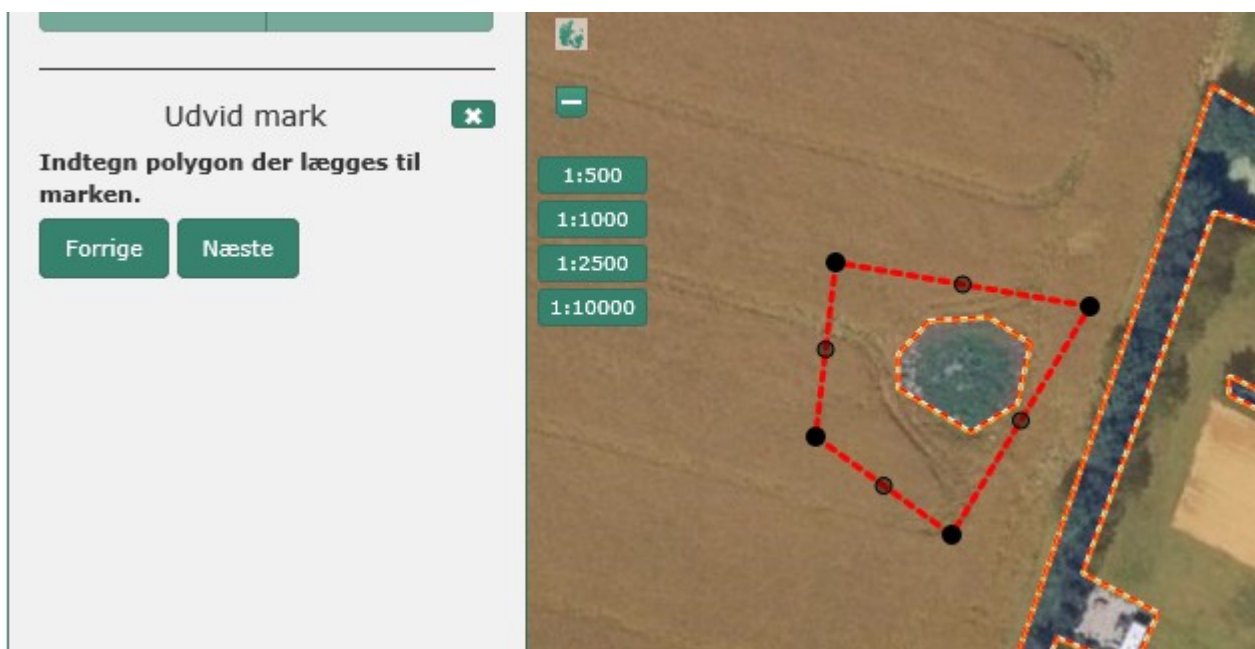 Udvid mark
Indtegn polygon der lægges til
marken.
Forrige
Næste
1:500
1:1000
1:2500
1:10000